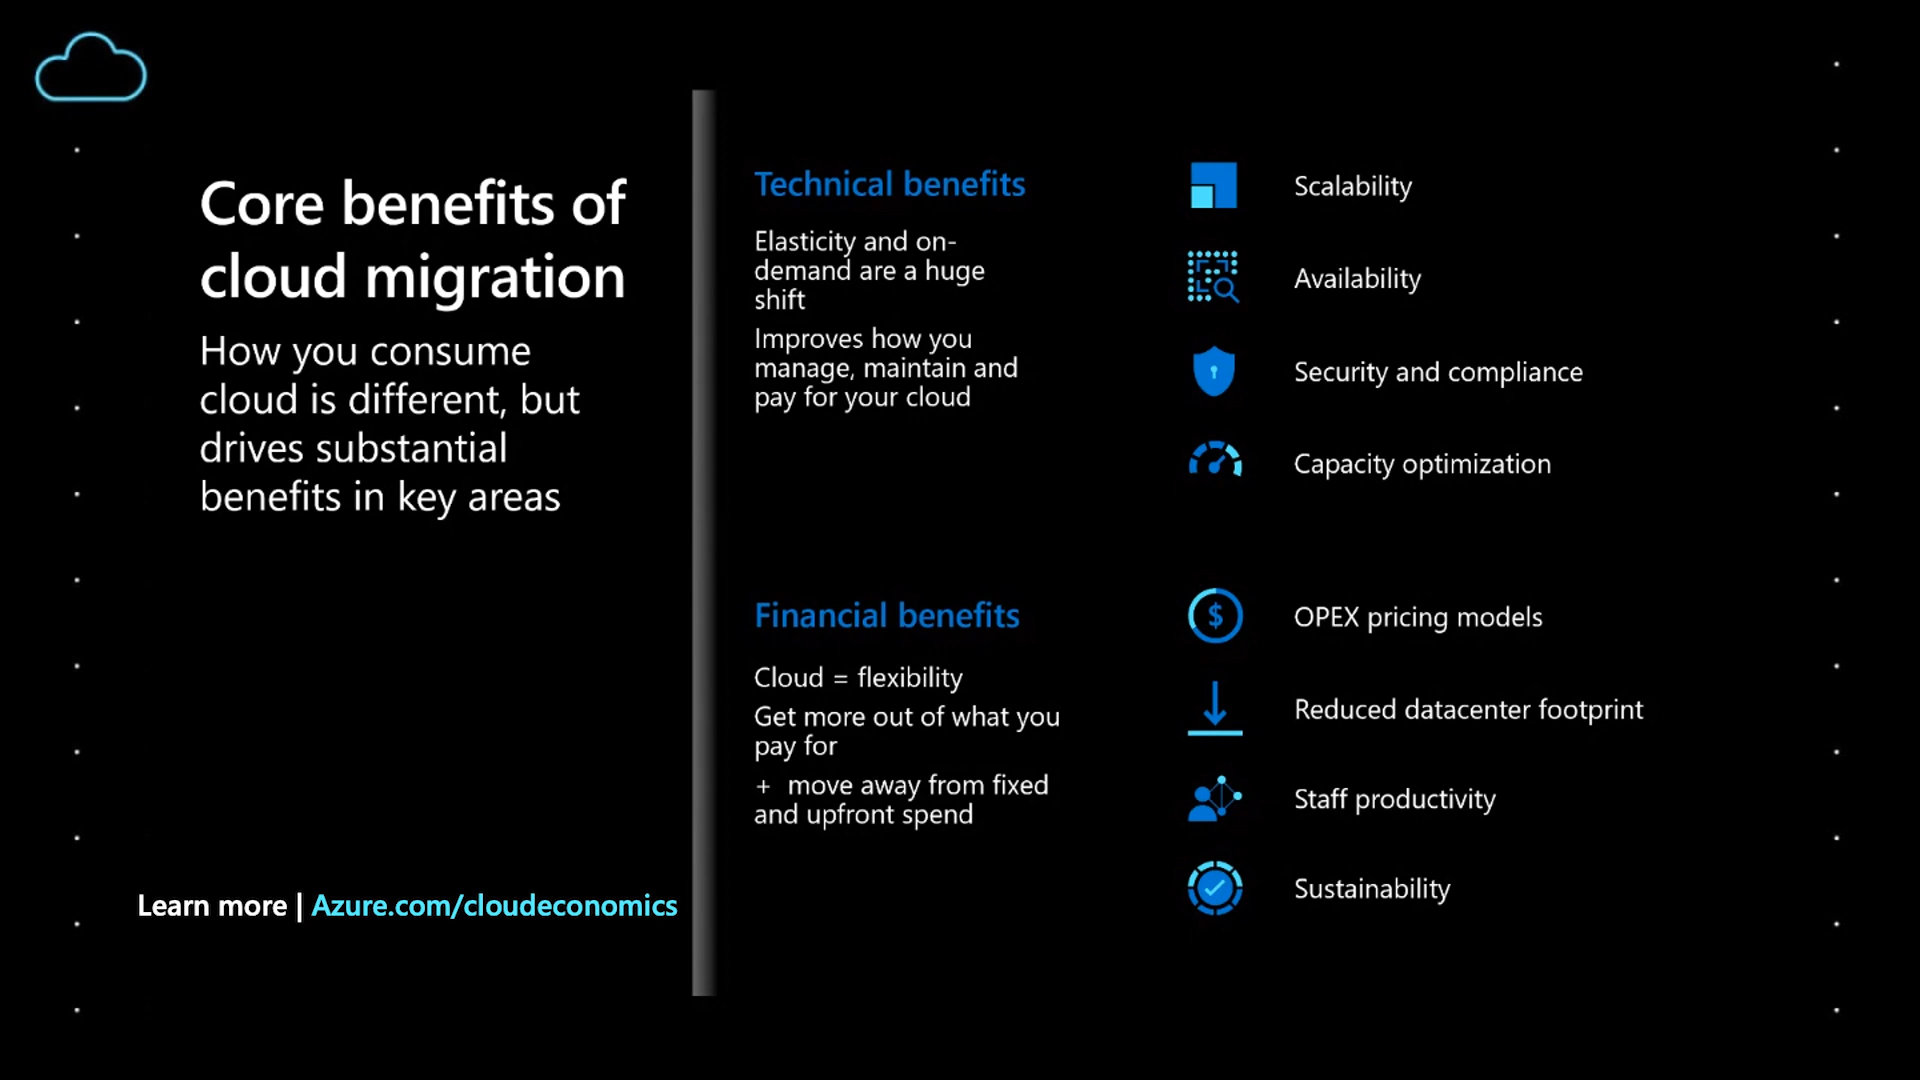 Core benefits of
cloud migration
How you consume
cloud is different, but
drives substantial
benefits in key areas
Learn more | Azure.com/cloudeconomics
Technical benefits
Elasticity and on-
demand are a huge
shift
Improves how you
manage, maintain and
pay for your cloud
Scalability
Availability
Security and compliance
Capacity optimization
Financial benefits
Cloud = flexibility
Get more out of what you
pay for
+ move away from fixed
and upfront spend
$
OPEX pricing models
Reduced datacenter footprint
Staff productivity
Sustainability